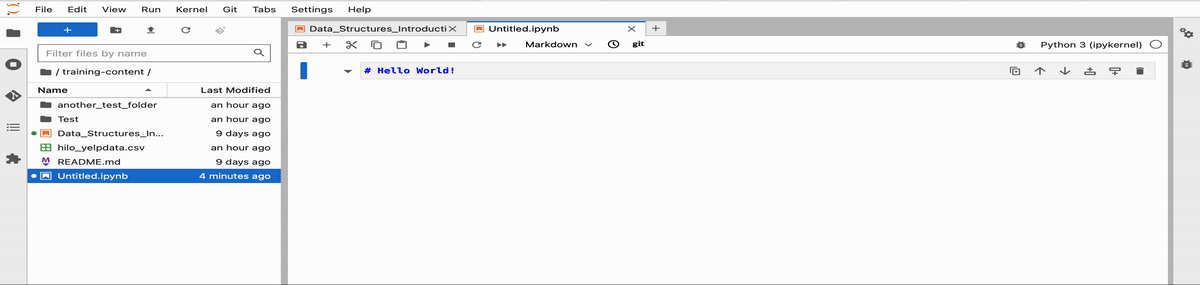 File Edit View Run Kernel Git Tabs Settings Help
+
Filter files by name
/ training-content /
Name Last Modified
another_test_folder an hour ago
Test an hour ago
Data_Structures_In... 9 days ago
hilo_yelpdata.csv an hour ago
README.md 9 days ago
Untitled.ipynb 4 minutes ago
Data_Structures_Introducti Untitled.ipynb +
+ Markdown git Python 3 (ipykernel)
# Hello World!